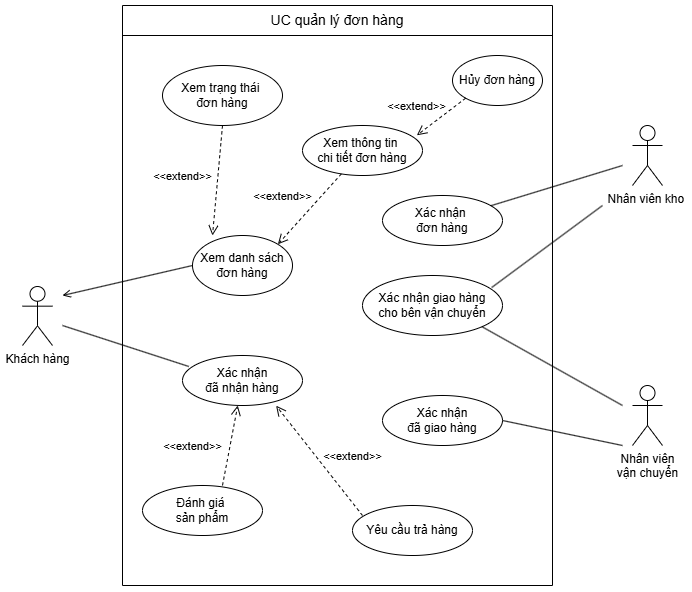 UC quản lý đơn hàng
Xem trạng thái
đơn hàng
Hủy đơn hàng
<<extend>>
Xem thông tin
chi tiết đơn hàng
<<extend>>
<<extend>>
Xác nhận
đơn hàng
Nhân viên kho
Xem danh sách
đơn hàng
Xác nhận giao hàng
cho bên vận chuyển
Khách hàng
Xác nhận
đã nhận hàng
Xác nhận
đã giao hàng
<<extend>>
<<extend>>
Nhân viên
vận chuyển
Đánh giá
sản phẩm
Yêu cầu trả hàng